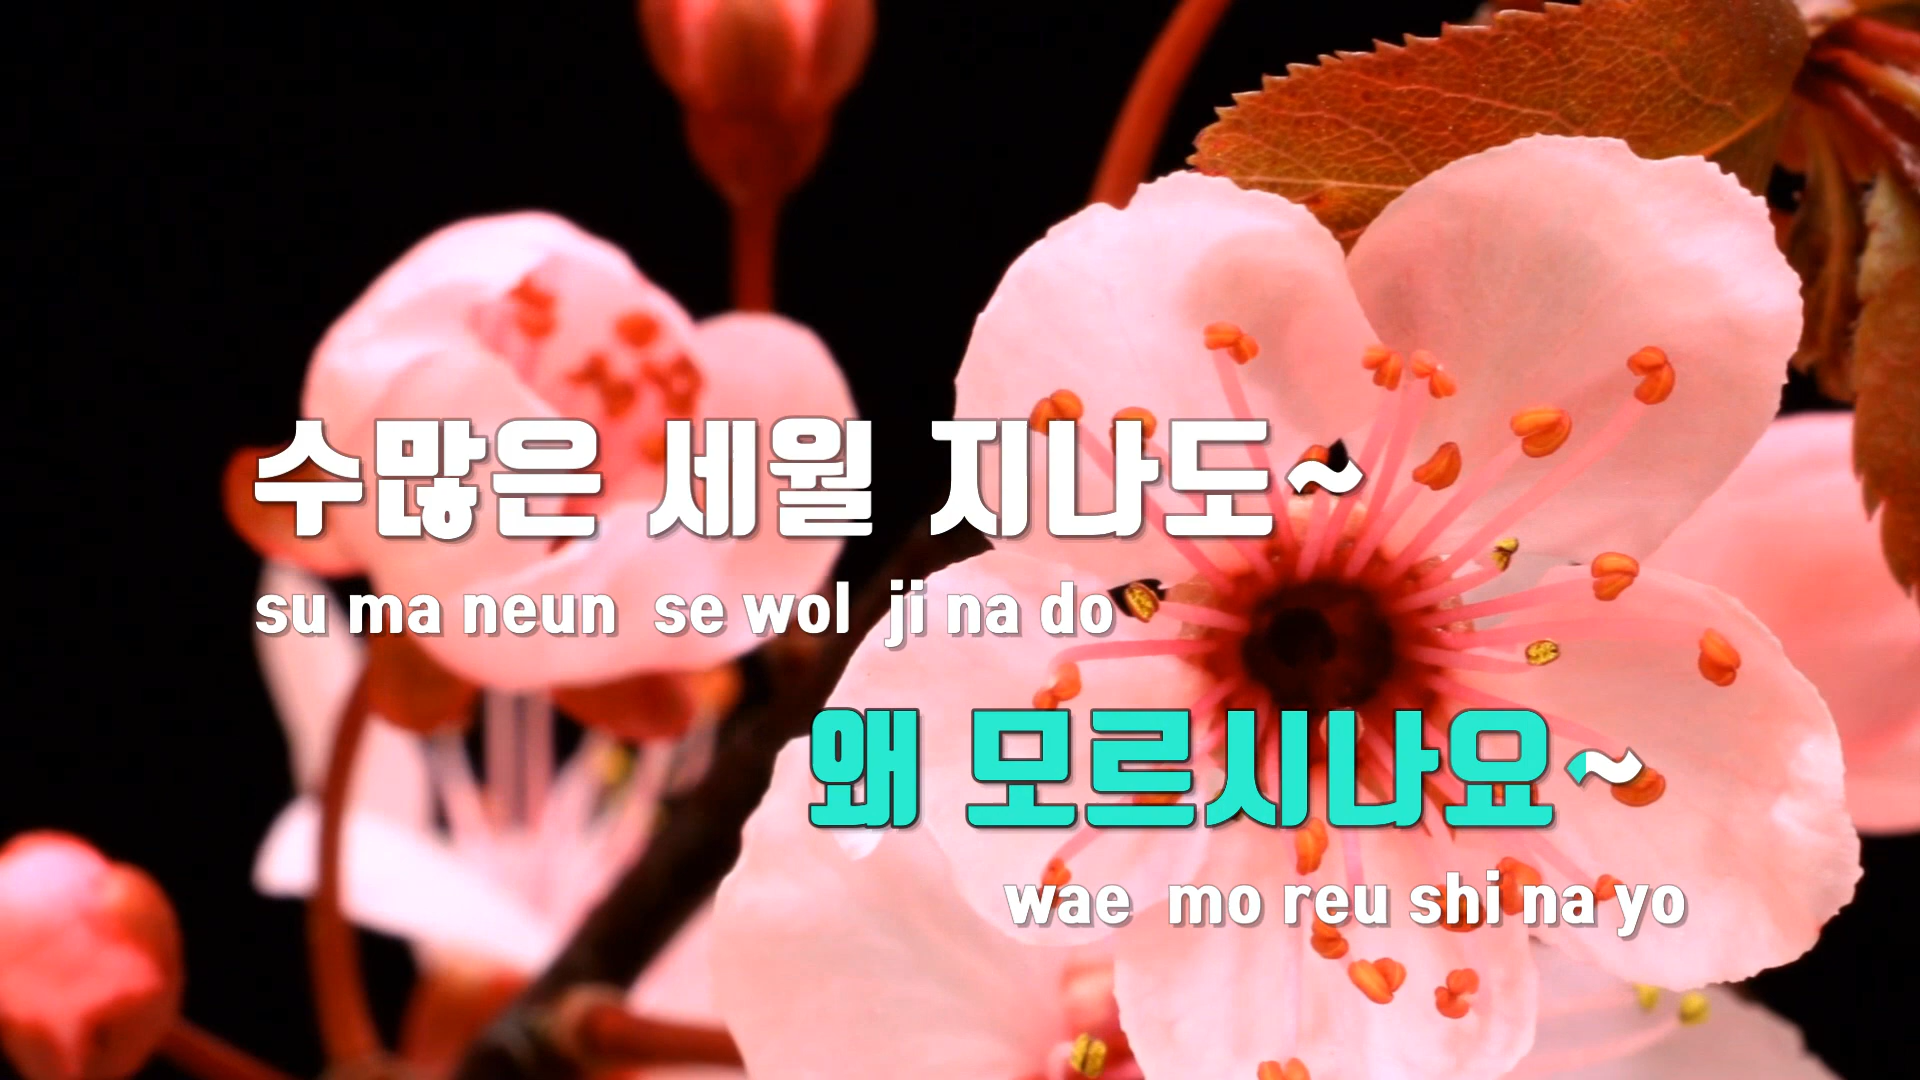 수많은 세월 지나도~
su ma neun se wol ji na do
왜 모르시나요~
wae mo reu shi na yo